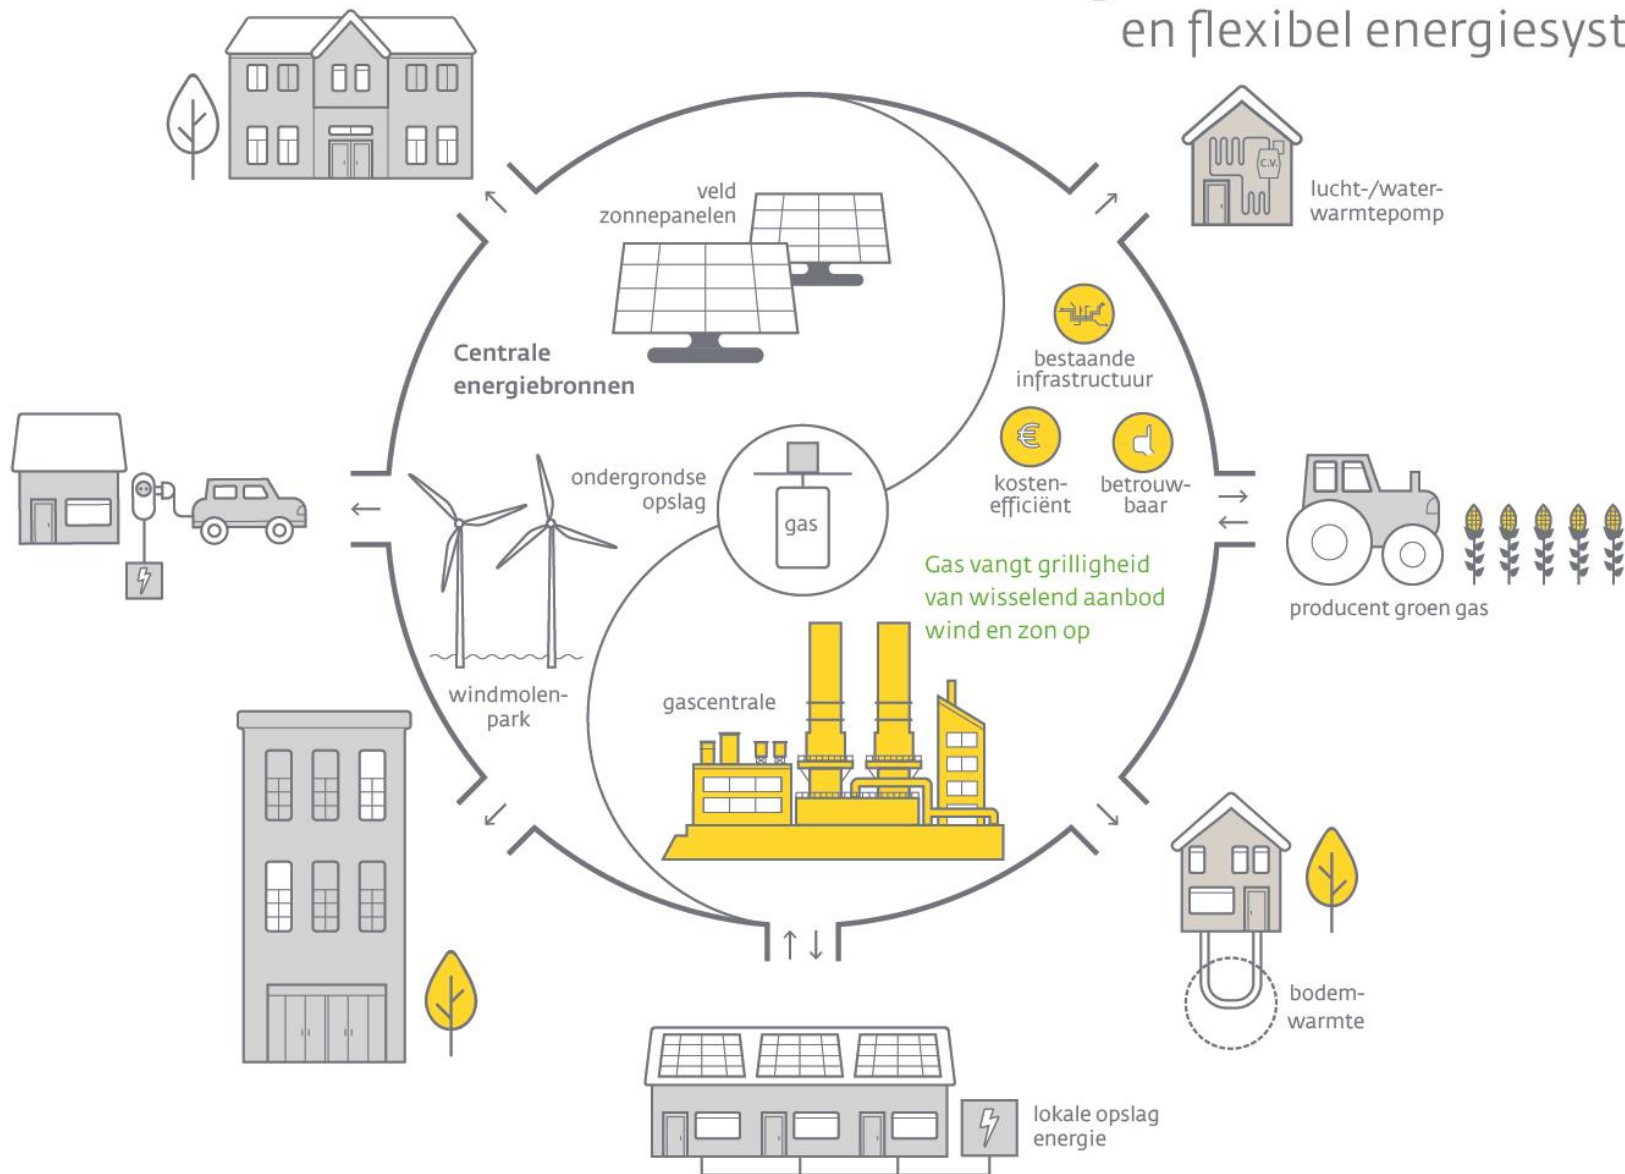 en flexibel energiesyst
C.V.
lucht-/water-
warmtepomp
veld
zonnepanelen
Centrale
energiebronnen
bestaande
infrastructuur
ondergrondse
opslag
gas
€
kosten-
efficiënt
betrouw-
baar
Gas vangt grilligheid
van wisselend aanbod
wind en zon op
producent groen gas
windmolen-
park
gascentrale
bodem-
warmte
lokale opslag
energie